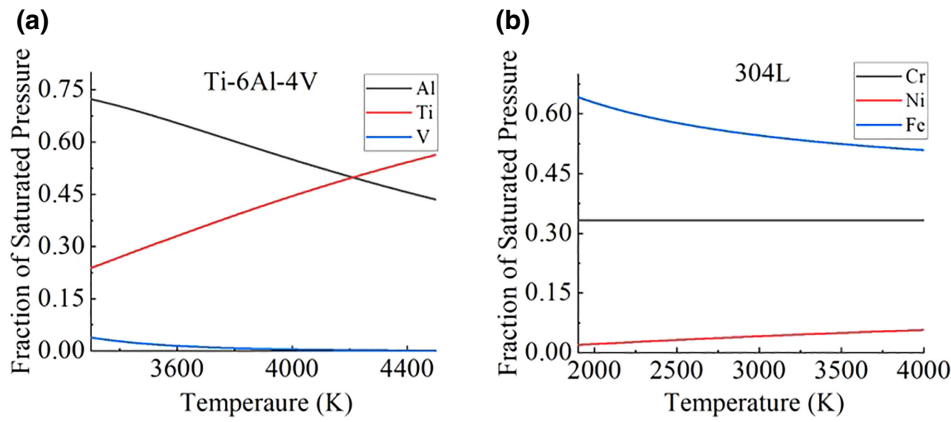 (a)
Ti-6Al-4V
Al
Ti
V
Fraction of Saturated Pressure
0.75
0.60
0.45
0.30
0.15
0.00
3600 4000 4400
Temperaure (K)
(b)
304L
Cr
Ni
Fe
Fraction of Saturated Pressure
0.60
0.45
0.30
0.15
0.00
2000 2500 3000 3500 4000
Temperature (K)